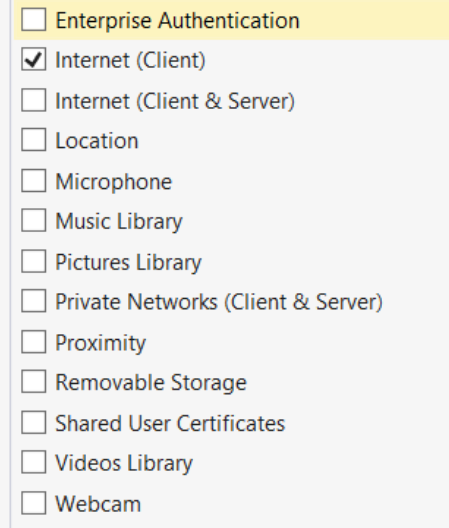 Enterprise Authentication
Internet (Client)
Internet (Client & Server)
Location
Microphone
Music Library
Pictures Library
Private Networks (Client & Server)
Proximity
Removable Storage
Shared User Certificates
Videos Library
Webcam